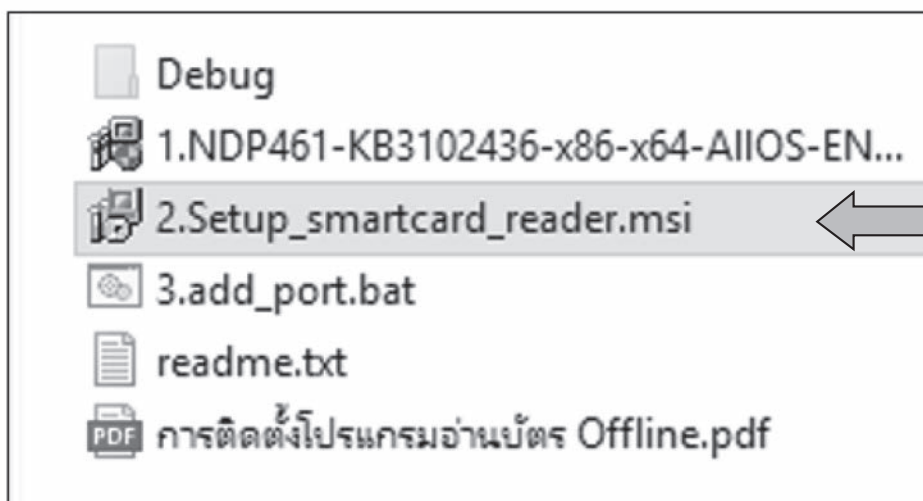 Debug
1.NDP461-KB3102436-x86-x64-AllOS-EN...
2.Setup_smartcard_reader.msi
3.add_port.bat
readme.txt
PDF การติดตั้งโปรแกรมอ่านบัตร Offline.pdf